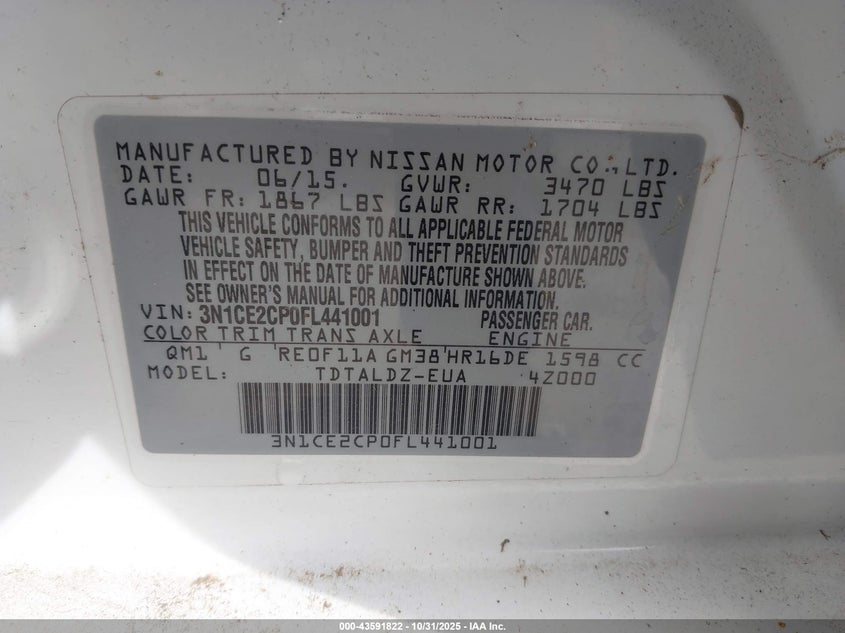 MANUFACTURED BY NISSAN MOTOR CO., LTD.
DATE: 06/15. GVWR: 3470 LBS
GAWR FR: 1867 LBS GAWR RR: 1704 LBS
THIS VEHICLE CONFORMS TO ALL APPLICABLE FEDERAL MOTOR
VEHICLE SAFETY, BUMPER AND THEFT PREVENTION STANDARDS
IN EFFECT ON THE DATE OF MANUFACTURE SHOWN ABOVE.
SEE OWNER'S MANUAL FOR ADDITIONAL INFORMATION.
VIN: 3N1CE2CP0FL441001 PASSENGER CAR.
COLOR TRIM TRANS AXLE ENGINE
QM1 G RE0F11A GM38 HR16DE 1598 CC
MODEL: TDTALDZ-EUA 4Z000
3N1CE2CP0FL441001
000-43591822 - 10/31/2025 - IAA Inc.